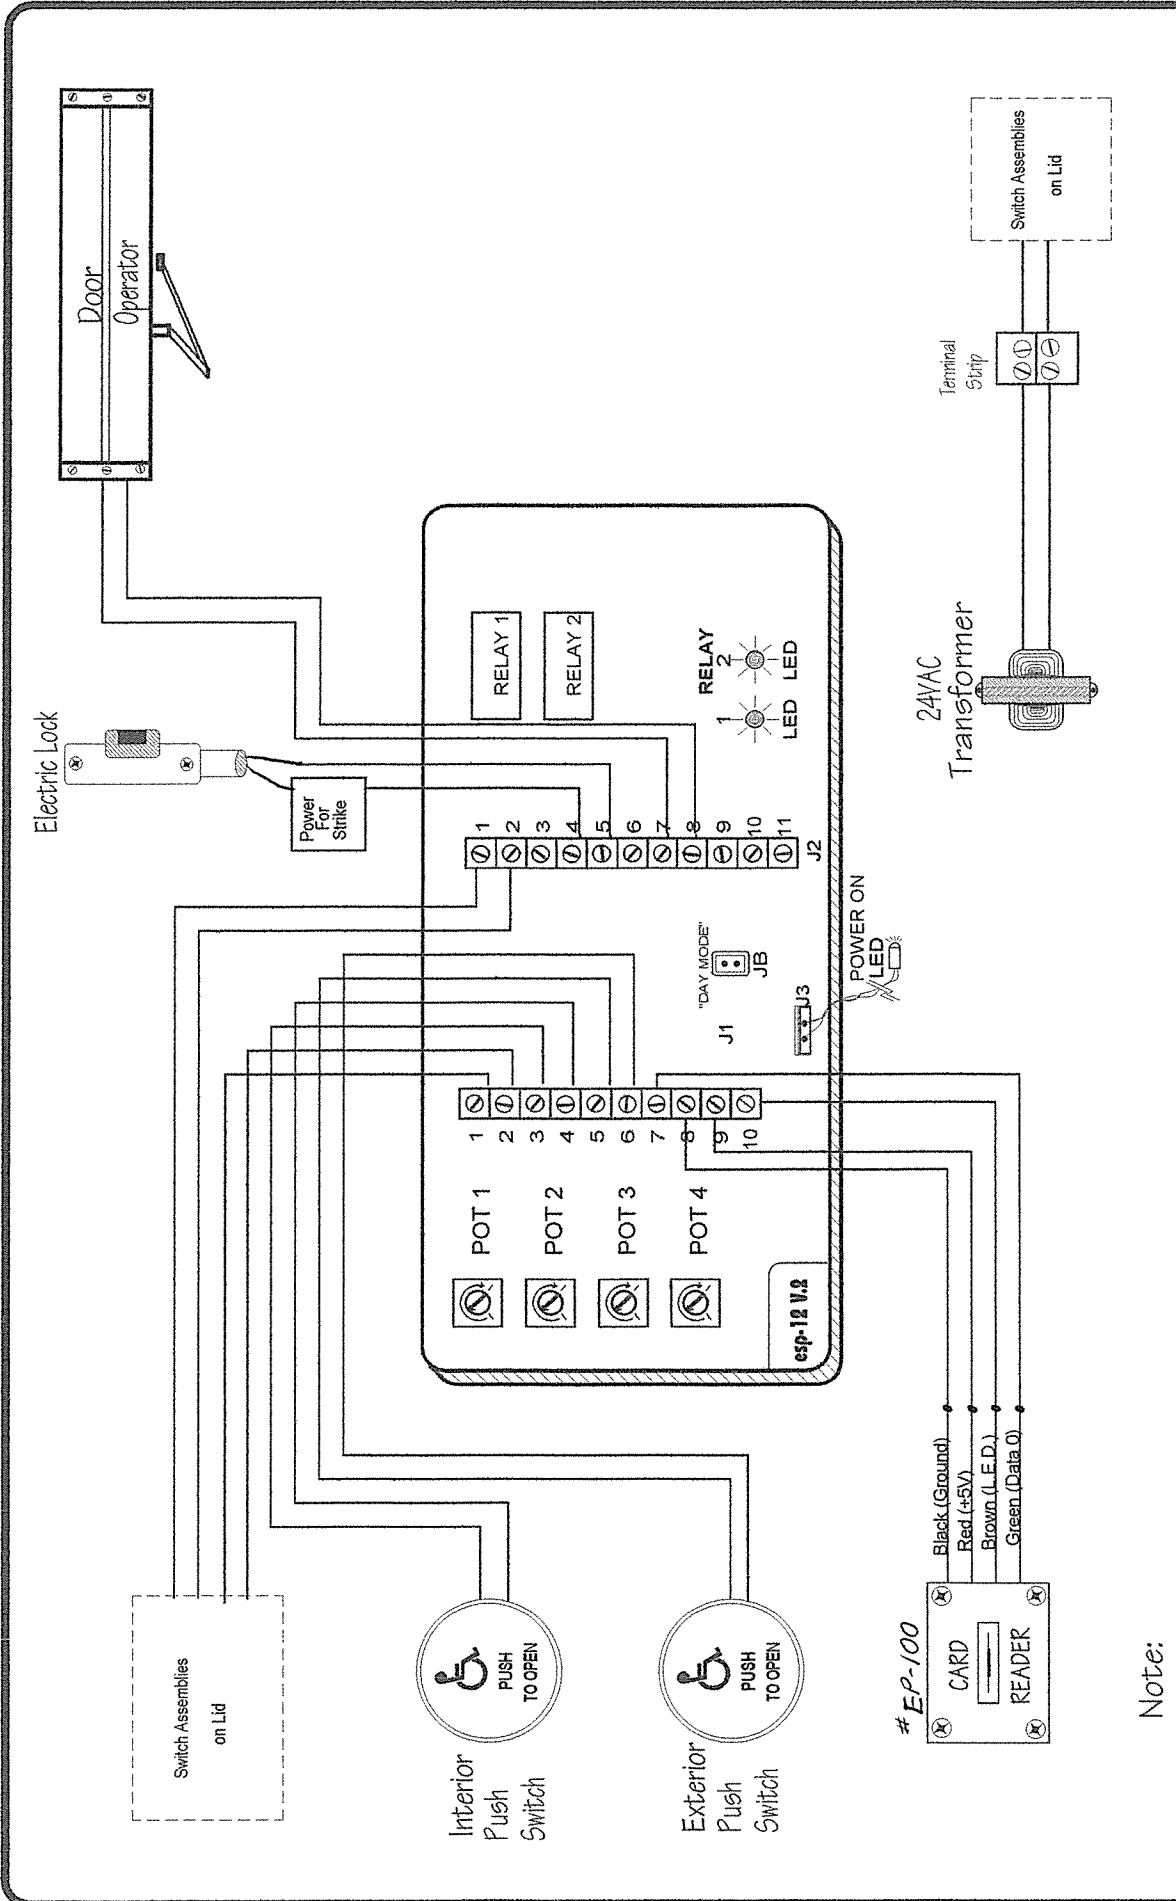 Switch Assemblies
on Lid
Interior
Push
Switch
PUSH
TO OPEN
Exterior
Push
Switch
PUSH
TO OPEN
# EP-100
CARD
READER
Black (Ground)
Red (+5V)
Brown (L.E.D.)
Green (Data 0)
Note:
esp-12 V.2
POT 1
POT 2
POT 3
POT 4
1
2
3
4
5
6
7
8
9
10
J1
"DAY MODE"
JB
J3
POWER ON
LED
1
2
3
4
5
6
7
8
9
10
11
J2
RELAY 1
RELAY 2
RELAY
1
2
LED
LED
Electric Lock
Power
For
Strike
Door
Operator
24VAC
Transformer
Terminal
Strip
Switch Assemblies
on Lid